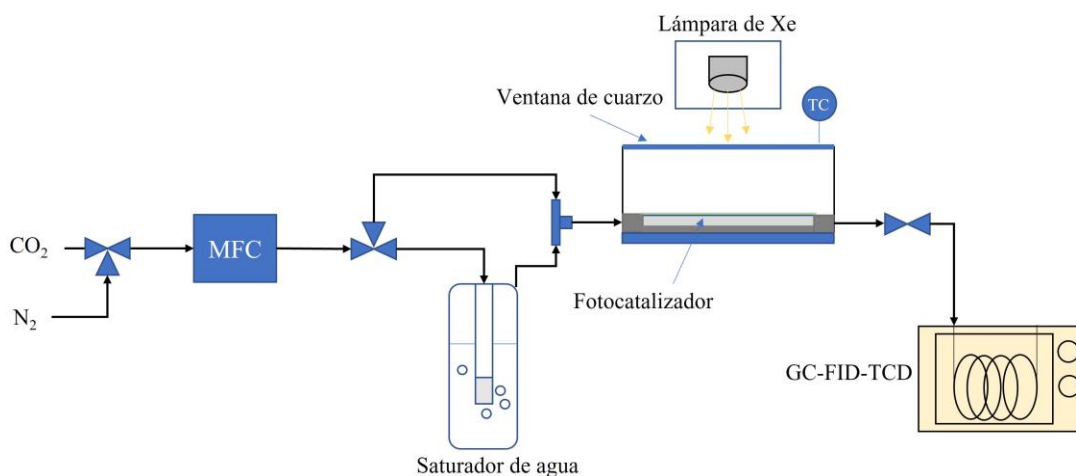 Lámpara de Xe
Ventana de cuarzo
TC
CO2
MFC
N2
Fotocatalizador
GC-FID-TCD
Saturador de agua